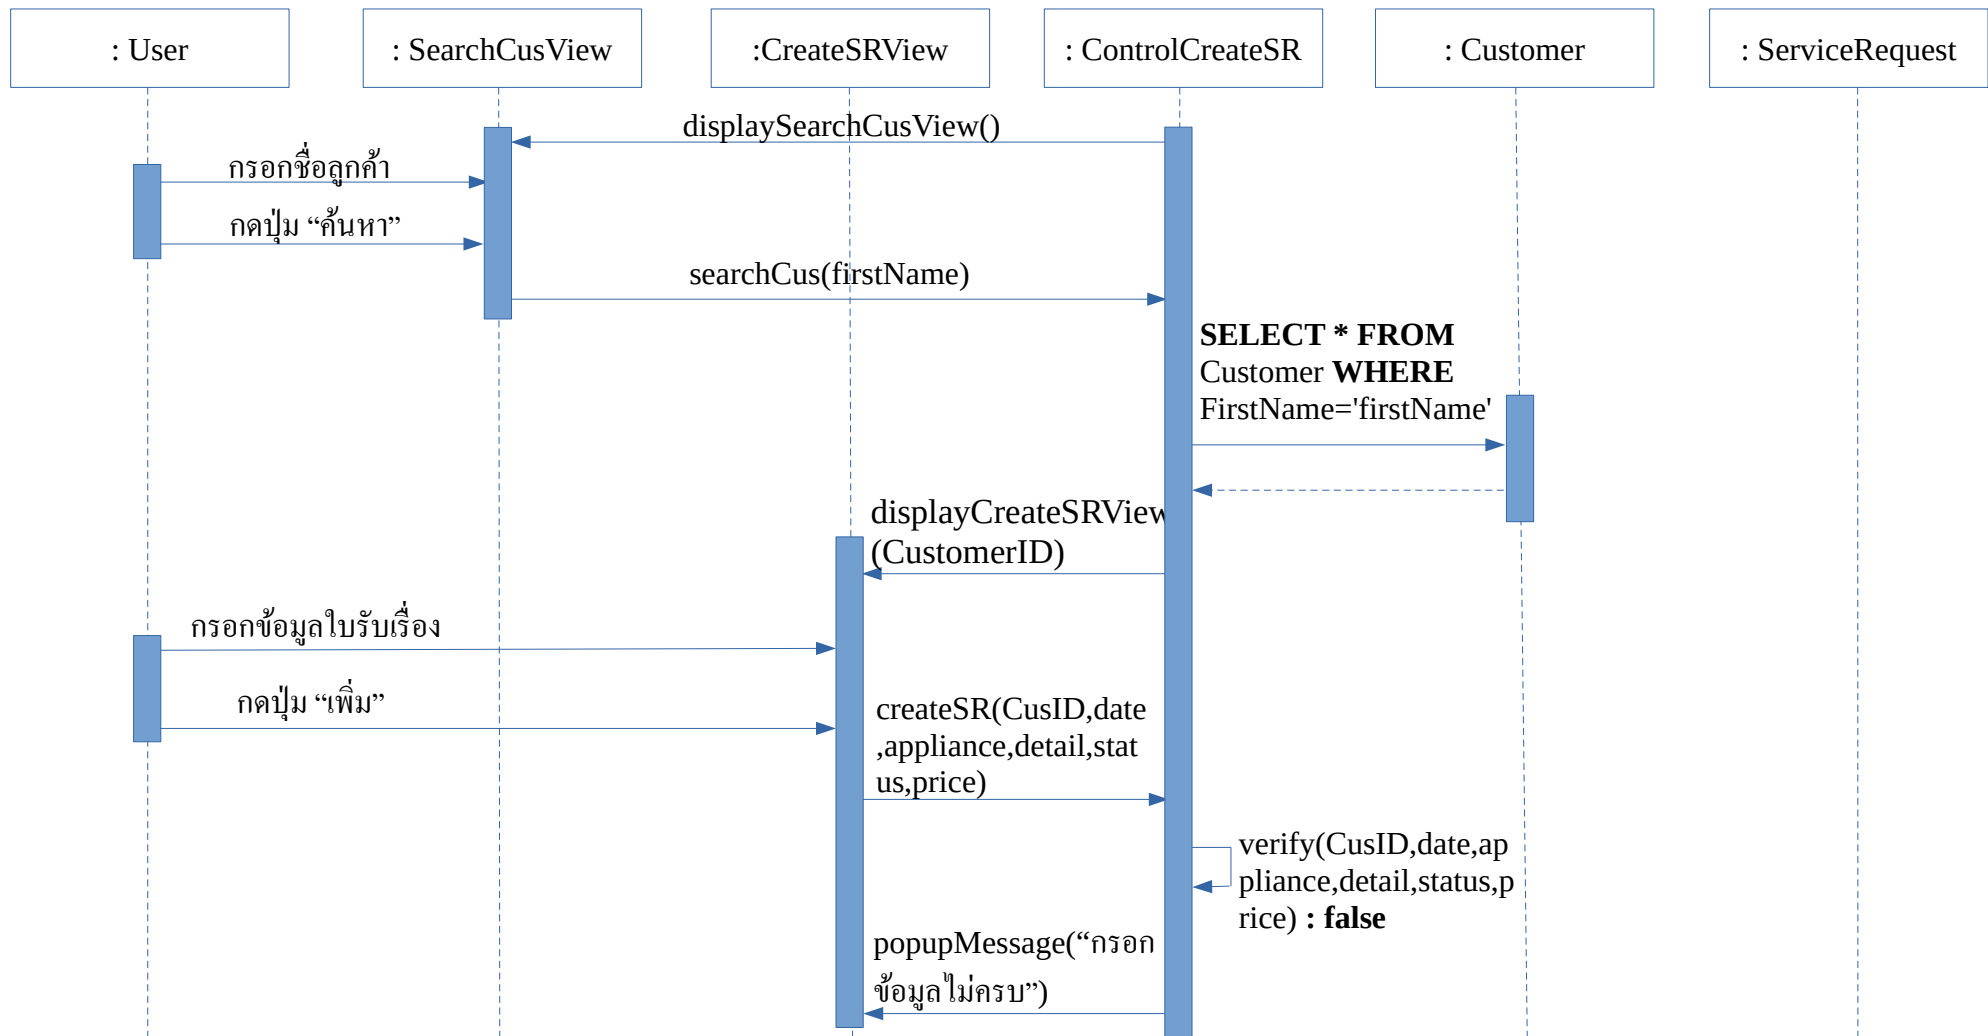 : User
: SearchCusView
:CreateSRView
: ControlCreateSR
: Customer
: ServiceRequest
displaySearchCusView()
กรอกชื่อลูกค้า
กดปุ่ม “ค้นหา”
searchCus(firstName)
SELECT * FROM
Customer WHERE
FirstName='firstName'
displayCreateSRView
(CustomerID)
กรอกข้อมูลใบรับเรื่อง
กดปุ่ม “เพิ่ม”
createSR(CusID,date
,appliance,detail,stat
us,price)
verify(CusID,date,ap
pliance,detail,status,p
rice) : false
popupMessage(“กรอก
ข้อมูลไม่ครบ”)